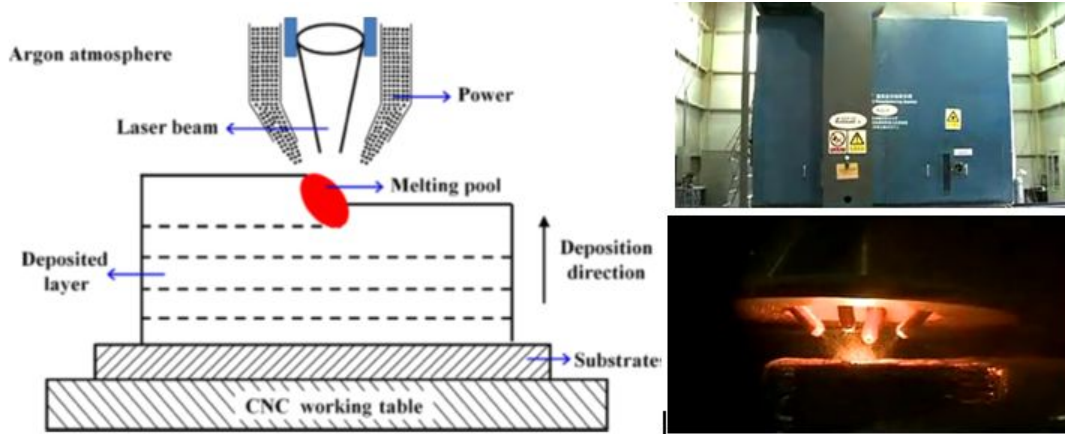 Argon atmosphere
Power
Laser beam
Melting pool
Deposited
layer
Deposition
direction
Substrates
CNC working table